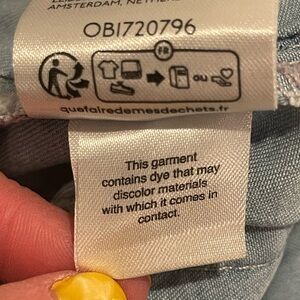 AMSTERDAM, NETHER
OBI720796
FR
OU
quefairedemesdechets.fr
This garment
contains dye that may
discolor materials
with which it comes in
contact.